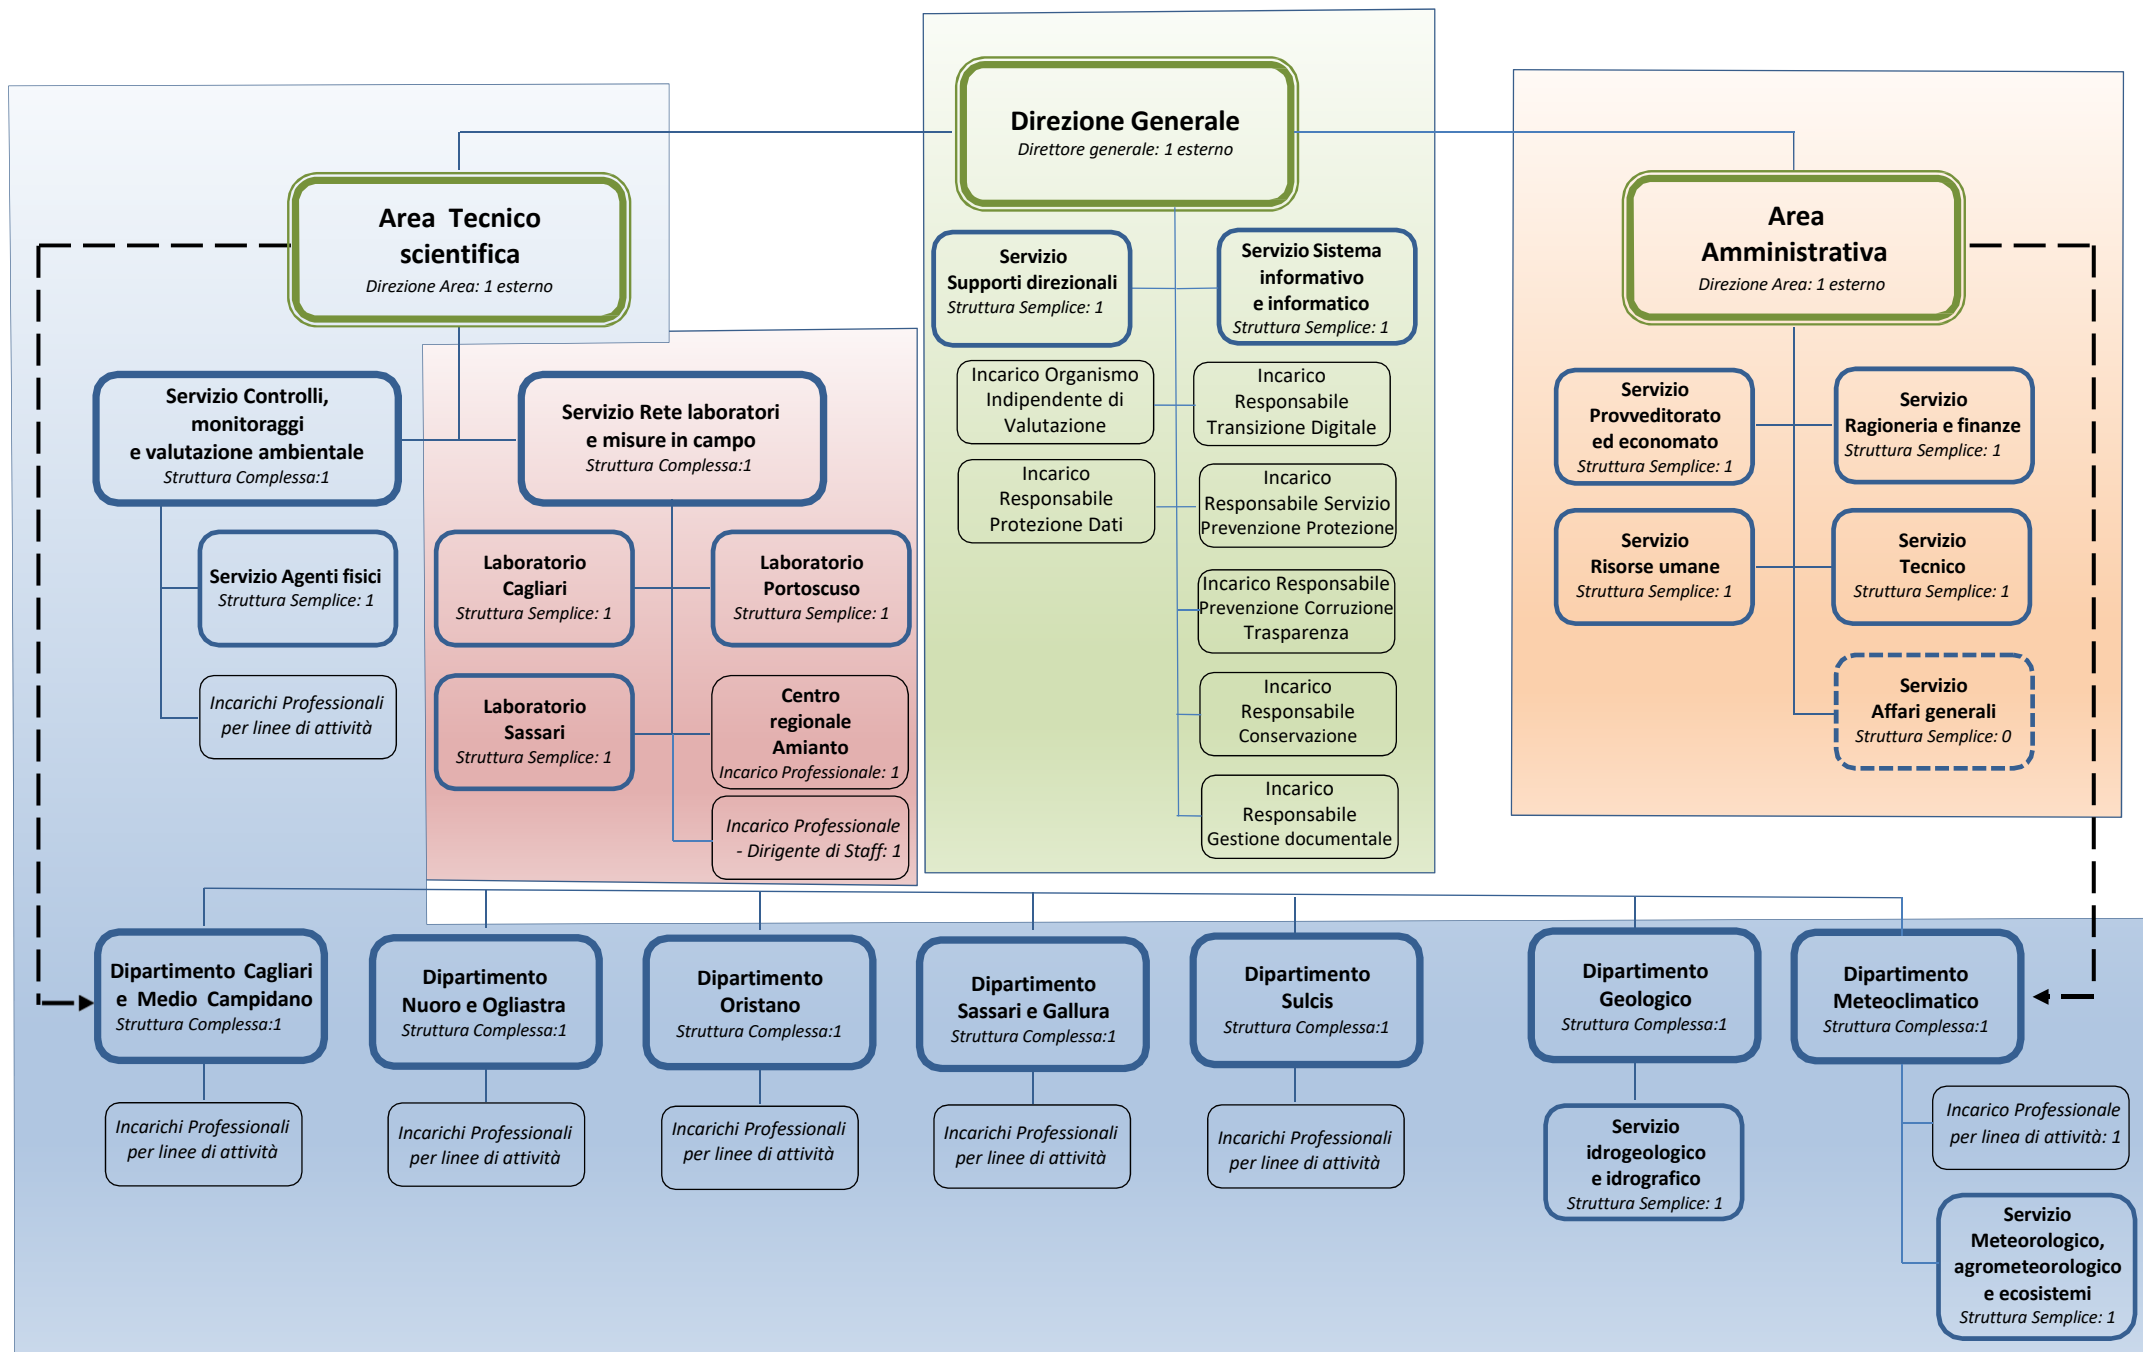 Direzione Generale
Direttore generale: 1 esterno
Area Tecnico
scientifica
Direzione Area: 1 esterno
Area
Amministrativa
Direzione Area: 1 esterno
Servizio
Supporti direzionali
Struttura Semplice: 1
Servizio Sistema
informativo
e informatico
Struttura Semplice: 1
Incarico Organismo
Indipendente di
Valutazione
Incarico
Responsabile
Transizione Digitale
Incarico
Responsabile
Protezione Dati
Incarico
Responsabile Servizio
Prevenzione Protezione
Incarico Responsabile
Prevenzione Corruzione
Trasparenza
Incarico
Responsabile
Conservazione
Incarico
Responsabile
Gestione documentale
Servizio Controlli,
monitoraggi
e valutazione ambientale
Struttura Complessa:1
Servizio Agenti fisici
Struttura Semplice: 1
Incarichi Professionali
per linee di attività
Servizio Rete laboratori
e misure in campo
Struttura Complessa:1
Laboratorio
Cagliari
Struttura Semplice: 1
Laboratorio
Portoscuso
Struttura Semplice: 1
Laboratorio
Sassari
Struttura Semplice: 1
Centro
regionale
Amianto
Incarico Professionale: 1
Incarico Professionale
- Dirigente di Staff: 1
Servizio
Provveditorato
ed economato
Struttura Semplice: 1
Servizio
Ragioneria e finanze
Struttura Semplice: 1
Servizio
Risorse umane
Struttura Semplice: 1
Servizio
Tecnico
Struttura Semplice: 1
Servizio
Affari generali
Struttura Semplice: 0
Dipartimento Cagliari
e Medio Campidano
Struttura Complessa:1
Dipartimento
Nuoro e Ogliastra
Struttura Complessa:1
Dipartimento
Oristano
Struttura Complessa:1
Dipartimento
Sassari e Gallura
Struttura Complessa:1
Dipartimento
Sulcis
Struttura Complessa:1
Dipartimento
Geologico
Struttura Complessa:1
Dipartimento
Meteoclimatico
Struttura Complessa:1
Incarichi Professionali
per linee di attività
Incarichi Professionali
per linee di attività
Incarichi Professionali
per linee di attività
Incarichi Professionali
per linee di attività
Incarichi Professionali
per linee di attività
Servizio
idrogeologico
e idrografico
Struttura Semplice: 1
Incarico Professionale
per linea di attività: 1
Servizio
Meteorologico,
agrometeorologico
e ecosistemi
Struttura Semplice: 1